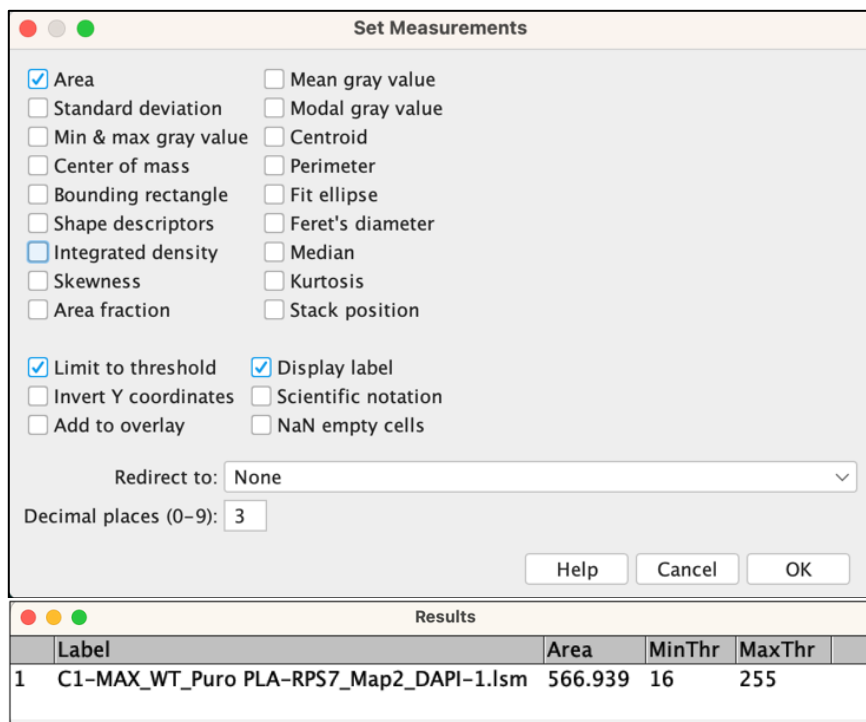 Set Measurements
Area Mean gray value
Standard deviation Modal gray value
Min & max gray value Centroid
Center of mass Perimeter
Bounding rectangle Fit ellipse
Shape descriptors Feret's diameter
Integrated density Median
Skewness Kurtosis
Area fraction Stack position
Limit to threshold Display label
Invert Y coordinates Scientific notation
Add to overlay NaN empty cells
Redirect to: None
Decimal places (0–9): 3
Help Cancel OK
Results
Label Area MinThr MaxThr
1 C1-MAX_WT_Puro PLA-RPS7_Map2_DAPI-1.lsm 566.939 16 255